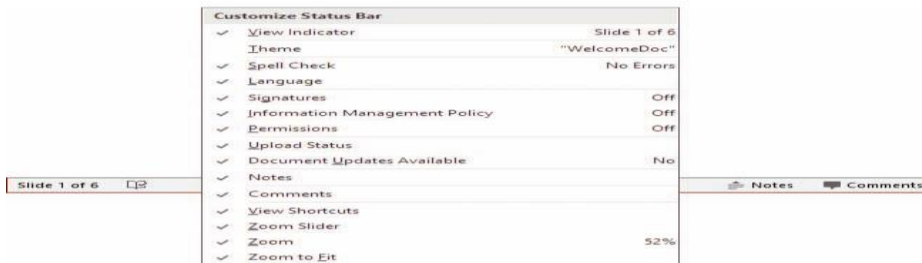 Customize Status Bar
View Indicator Slide 1 of 6
Theme "WelcomeDoc"
Spell Check No Errors
Language
Signatures Off
Information Management Policy Off
Permissions Off
Upload Status
Document Updates Available No
Notes
Slide 1 of 6 Notes Comments
Comments
View Shortcuts
Zoom Slider
Zoom 52%
Zoom to Fit